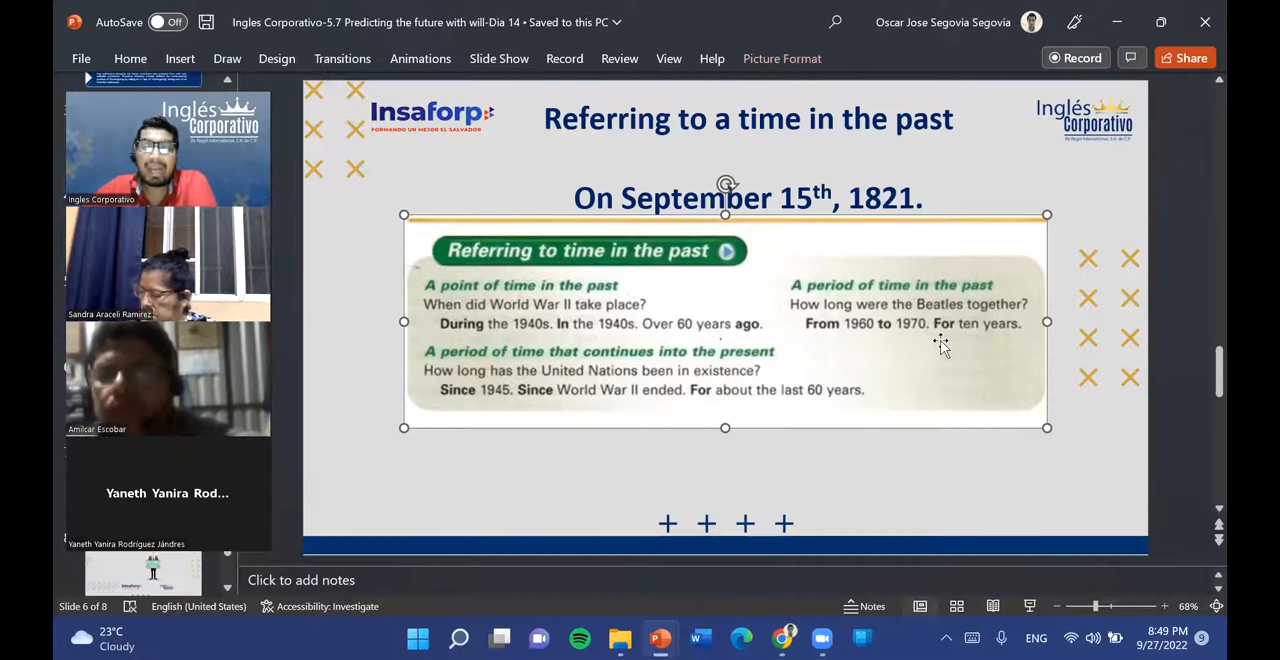 AutoSave Off Ingles Corporativo-5.7 Predicting the future with will-Dia 14 • Saved to this PC Oscar Jose Segovia Segovia
File Home Insert Draw Design Transitions Animations Slide Show Record Review View Help Picture Format Record Share
Inglés
Corporativo
Ingles Corporativo
Sandra Araceli Ramirez
Amilcar Escobar
Yaneth Yanira Rod...
Yaneth Yanira Rodríguez Jándres
Insaforp
FORMANDO UN MEJOR EL SALVADOR
Referring to a time in the past
Inglés
Corporativo
By Regal International, S.A. de C.V.
On September 15th, 1821.
Referring to time in the past
A point of time in the past
When did World War II take place?
During the 1940s. In the 1940s. Over 60 years ago.
A period of time in the past
How long were the Beatles together?
From 1960 to 1970. For ten years.
A period of time that continues into the present
How long has the United Nations been in existence?
Since 1945. Since World War II ended. For about the last 60 years.
Click to add notes
Slide 6 of 8 English (United States) Accessibility: Investigate Notes 68%
23°C
Cloudy
ENG
8:49 PM
9/27/2022
9